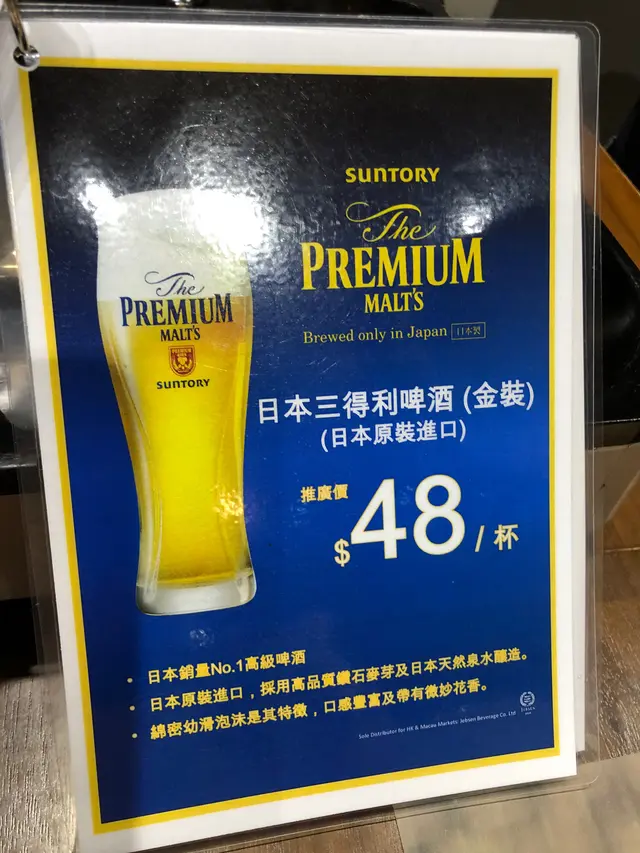 The
PREMIUM
MALT'S
SUNTORY
SUNTORY
The
PREMIUM
MALT'S
Brewed only in Japan 日本製
日本三得利啤酒 (金裝)
(日本原裝進口)
推廣價
$48/杯
• 日本銷量No.1高級啤酒
• 日本原裝進口，採用高品質鑽石麥芽及日本天然泉水釀造。
• 綿密幼滑泡沫是其特徵，口感豐富及帶有微妙花香。
Sole Distributor for HK & Macau Markets: Jebsen Beverage Co. Ltd